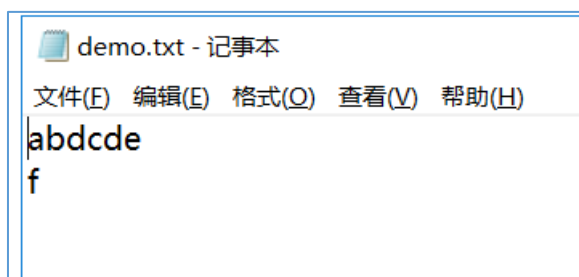 demo.txt - 记事本
文件(F) 编辑(E) 格式(O) 查看(V) 帮助(H)
abdcde
f